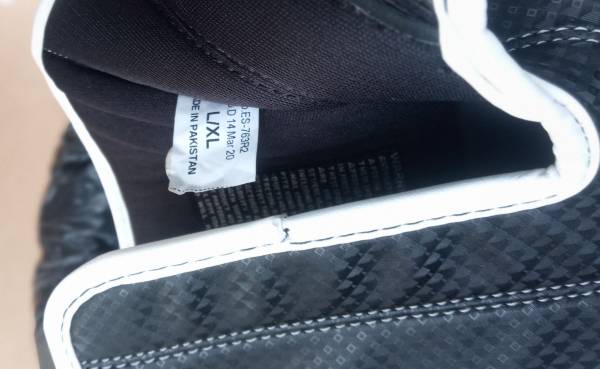 o.ES-763R2
D 14 Mar 20
L/XL
DE IN PAKISTAN